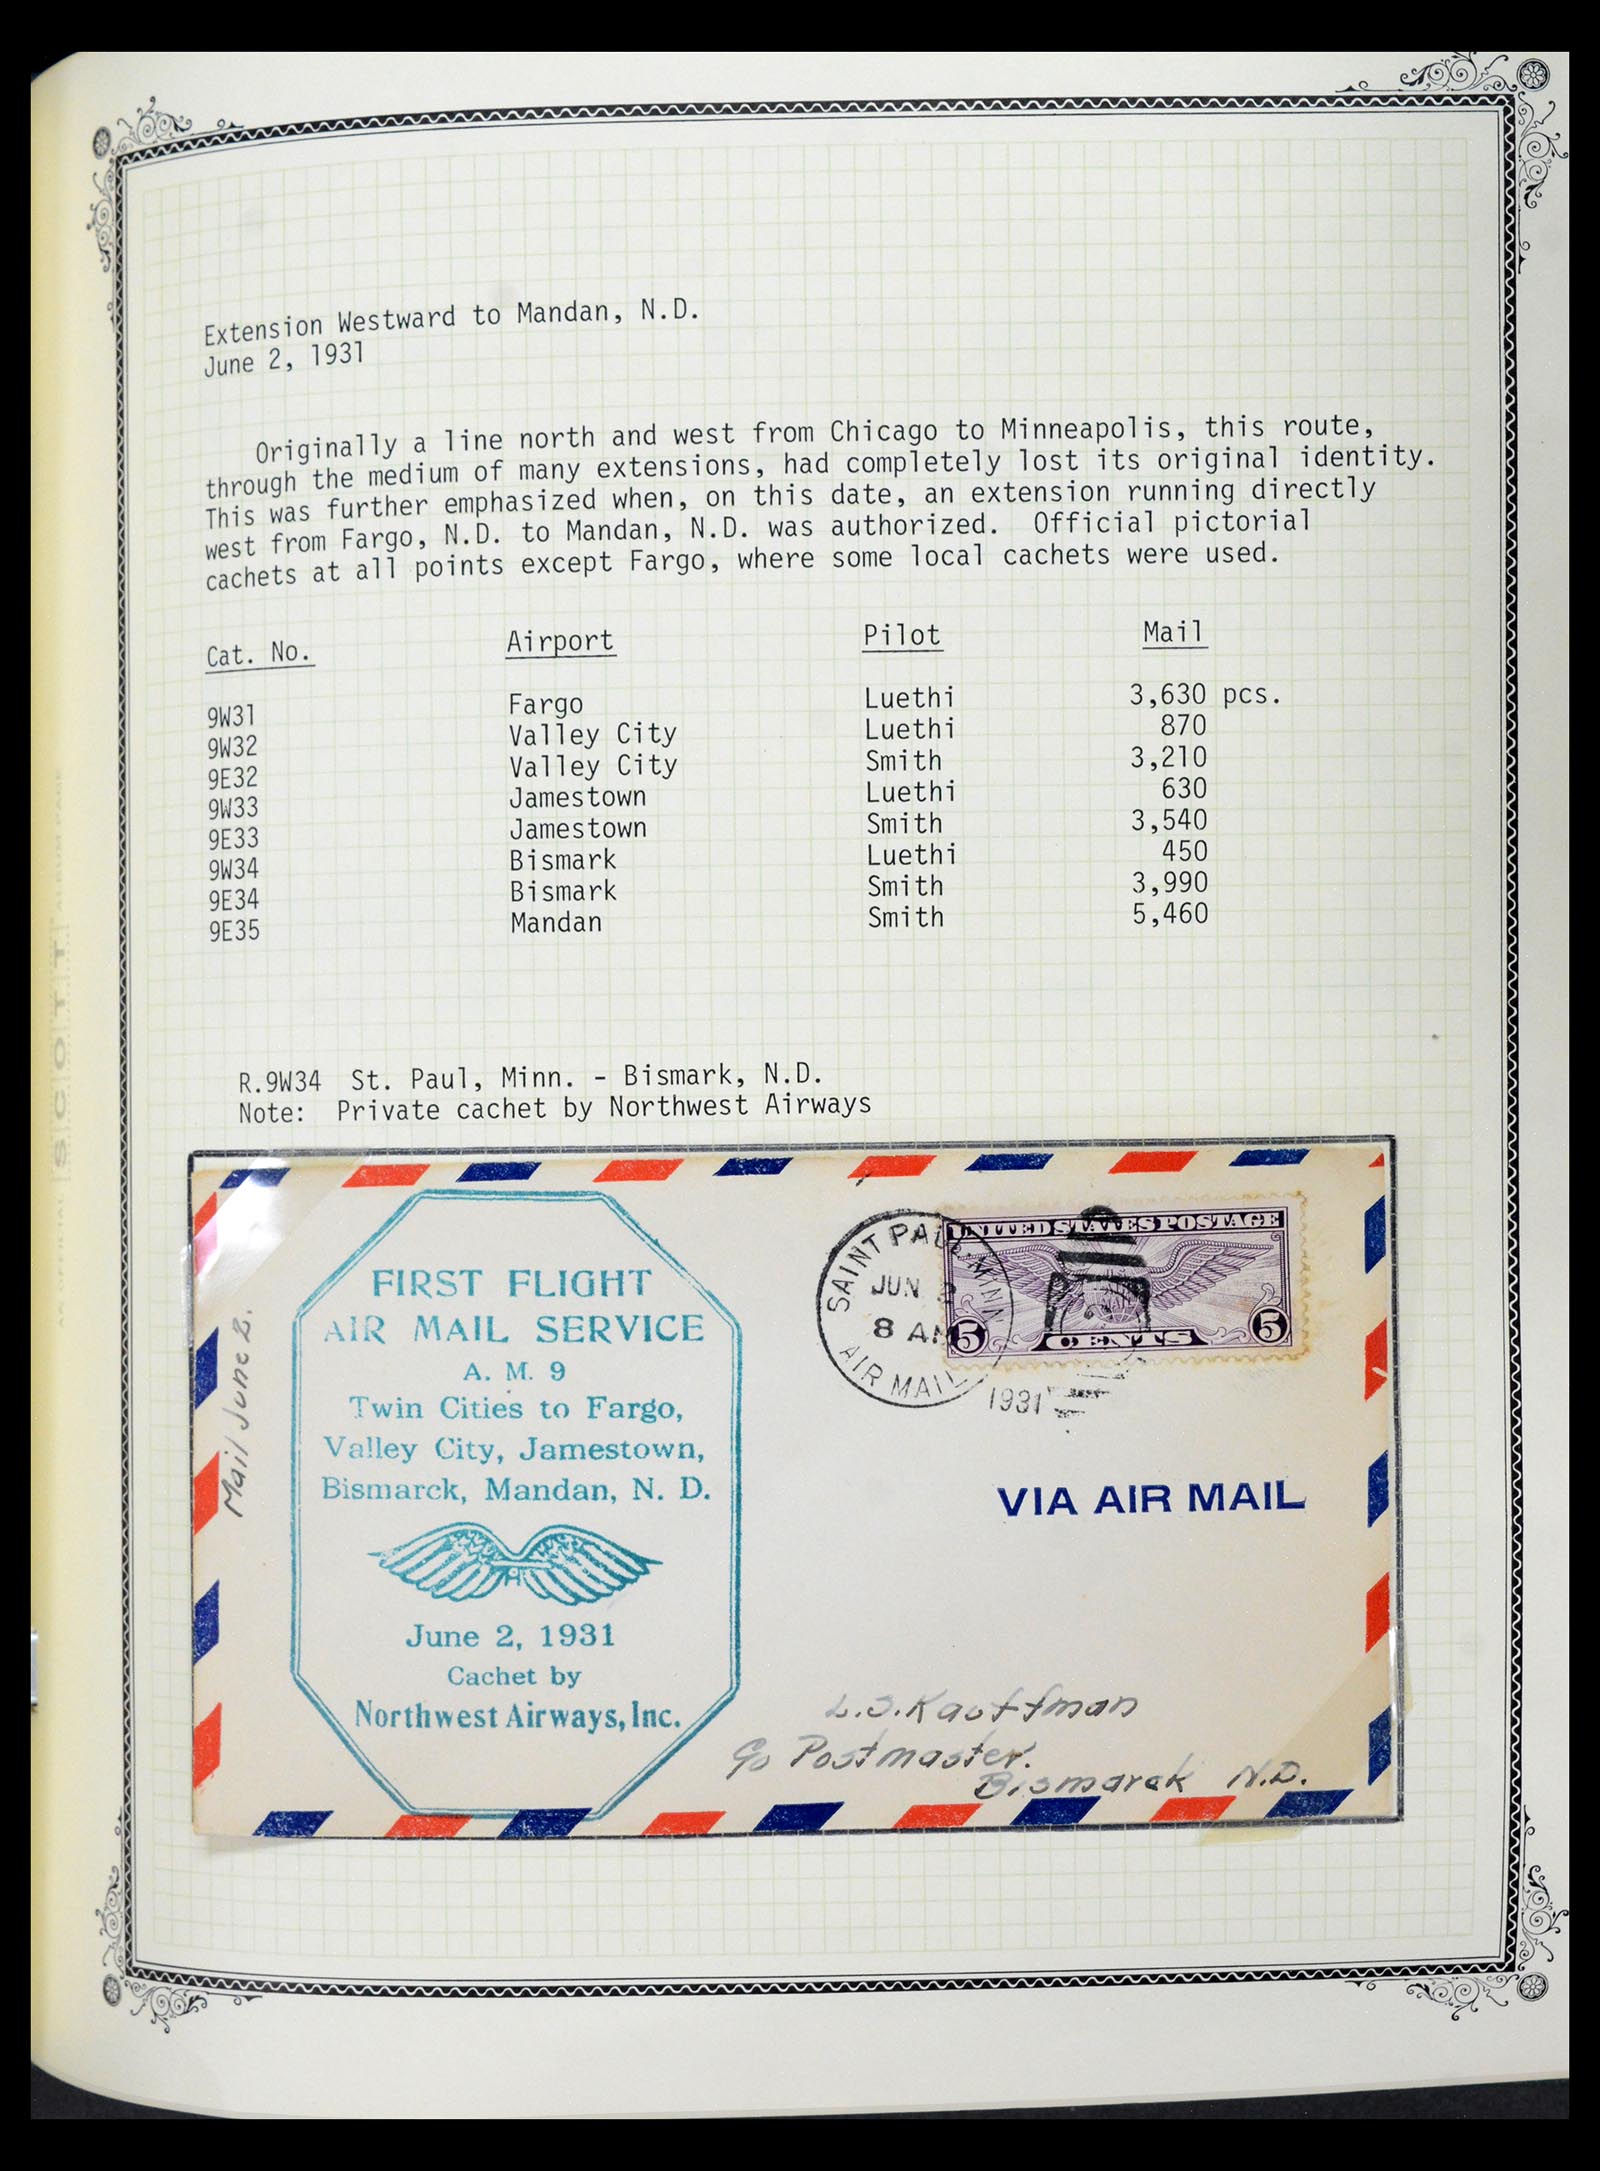 Extension Westward to Mandan, N.D.
June 2, 1931
Originally a line north and west from Chicago to Minneapolis, this route,
through the medium of many extensions, had completely lost its original identity.
This was further emphasized when, on this date, an extension running directly
west from Fargo, N.D. to Mandan, N.D. was authorized. Official pictorial
cachets at all points except Fargo, where some local cachets were used.
Cat. No. Airport Pilot Mail
9W31 Fargo Luethi 3,630 pcs.
9W32 Valley City Luethi 870
9E32 Valley City Smith 3,210
9W33 Jamestown Luethi 630
9E33 Jamestown Smith 3,540
9W34 Bismark Luethi 450
9E34 Bismark Smith 3,990
9E35 Mandan Smith 5,460
R.9W34 St. Paul, Minn. - Bismark, N.D.
Note: Private cachet by Northwest Airways
Mail June 2.
FIRST FLIGHT
AIR MAIL SERVICE
A. M. 9
Twin Cities to Fargo,
Valley City, Jamestown,
Bismarck, Mandan, N. D.
June 2, 1931
Cachet by
Northwest Airways, Inc.
SAINT PAUL, MINN.
JUN 2
8 AM
AIR MAIL
1931
UNITED STATES POSTAGE
5 CENTS 5
VIA AIR MAIL
L.S. Kauffman
c/o Postmaster.
Bismarck N.D.
SCOTT